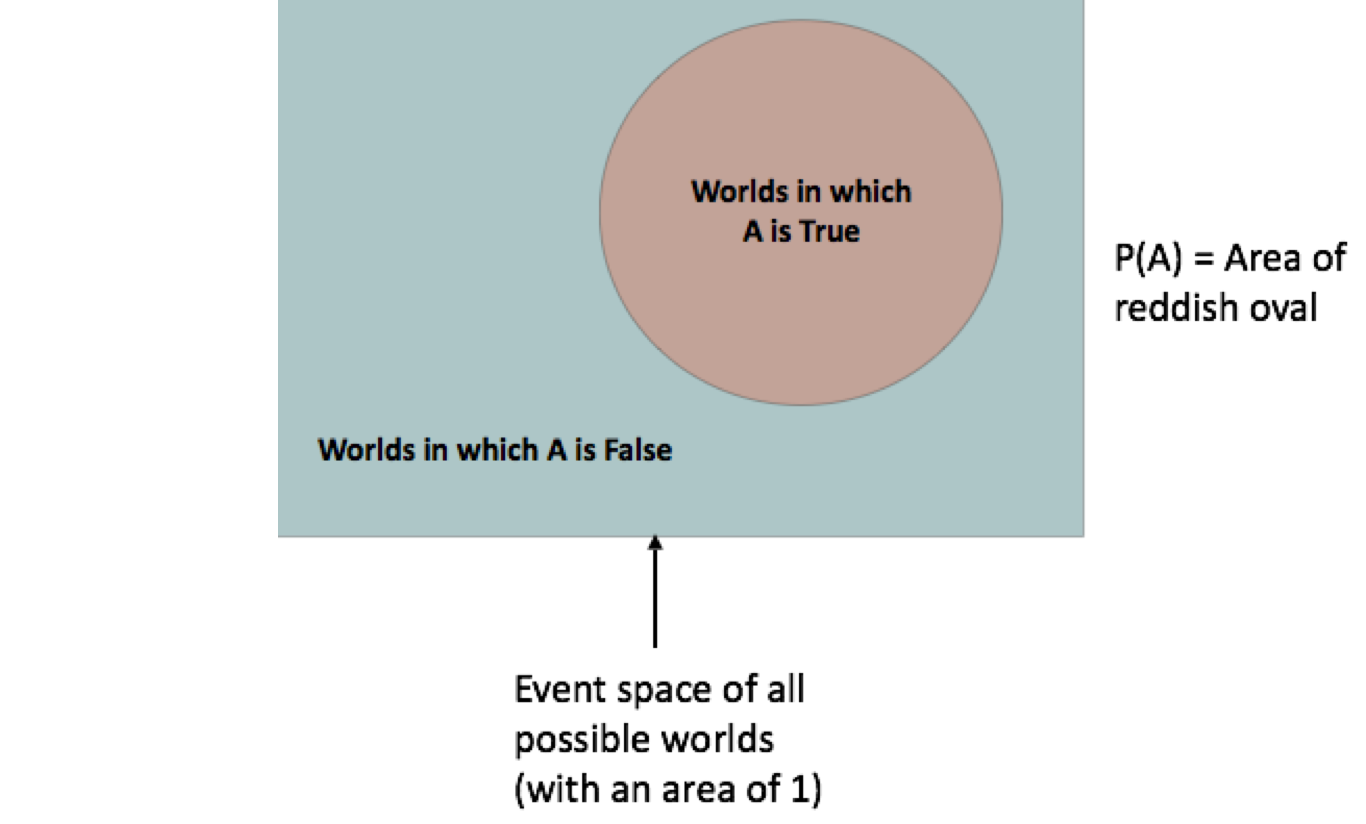 Worlds in which
A is True
P(A) = Area of
reddish oval
Worlds in which A is False
Event space of all
possible worlds
(with an area of 1)